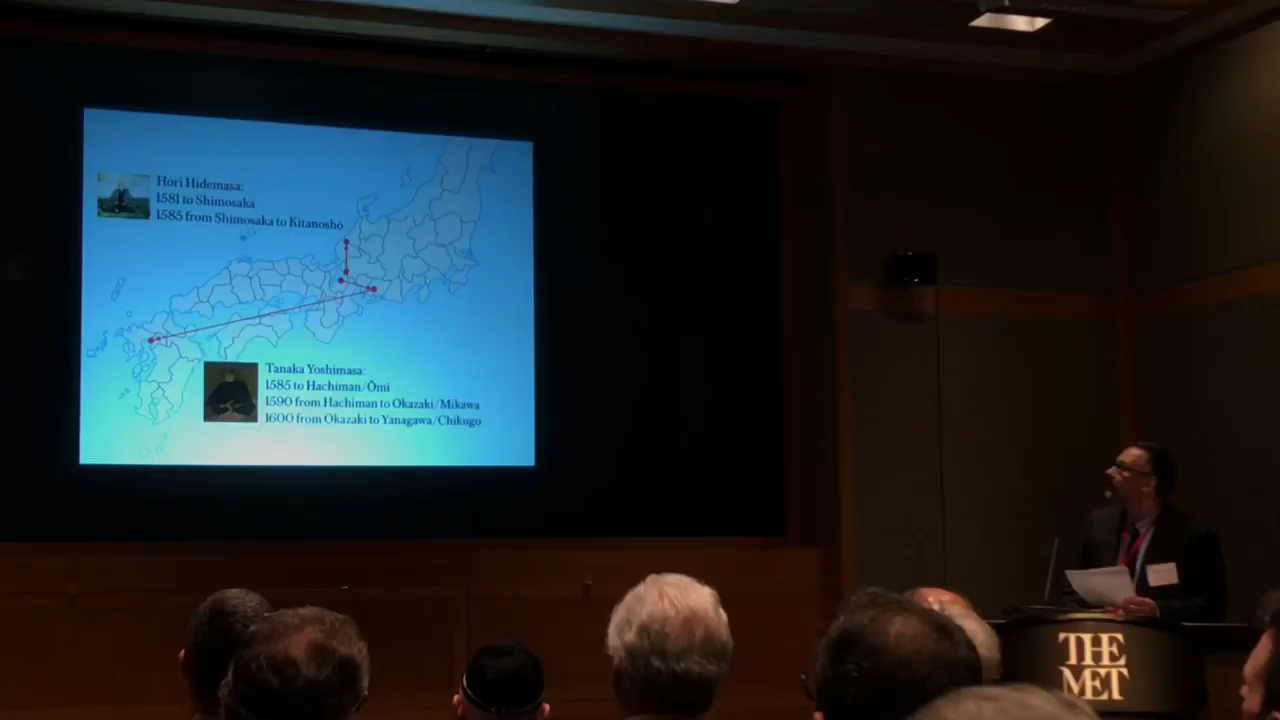 Hori Hidemasa:
1581 to Shimosaka
1585 from Shimosaka to Kitanoshō
Tanaka Yoshimasa:
1585 to Hachiman/Ōmi
1590 from Hachiman to Okazaki/Mikawa
1600 from Okazaki to Yanagawa/Chikugo
THE
MET